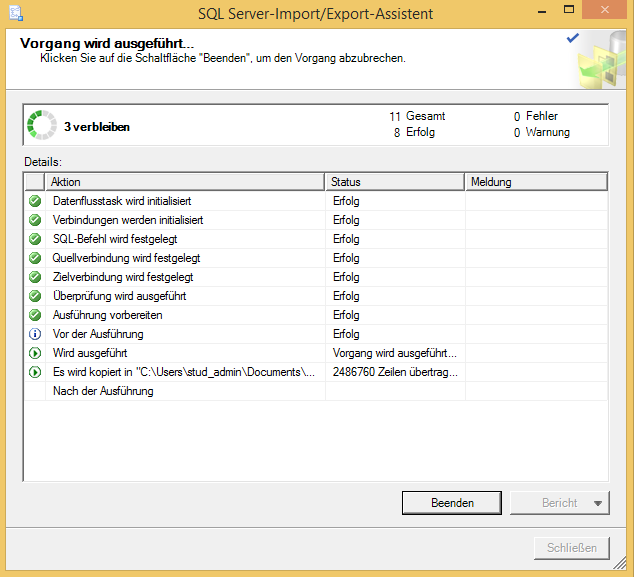 SQL Server-Import/Export-Assistent
Vorgang wird ausgeführt...
Klicken Sie auf die Schaltfläche "Beenden", um den Vorgang abzubrechen.
3 verbleiben
11 Gesamt
0 Fehler
8 Erfolg
0 Warnung
Details:
Aktion Status Meldung
Datenflusstask wird initialisiert Erfolg
Verbindungen werden initialisiert Erfolg
SQL-Befehl wird festgelegt Erfolg
Quellverbindung wird festgelegt Erfolg
Zielverbindung wird festgelegt Erfolg
Überprüfung wird ausgeführt Erfolg
Ausführung vorbereiten Erfolg
Vor der Ausführung Erfolg
Wird ausgeführt Vorgang wird ausgeführt...
Es wird kopiert in "C:\Users\stud_admin\Documents\... 2486760 Zeilen übertrag...
Nach der Ausführung
Beenden
Bericht
Schließen